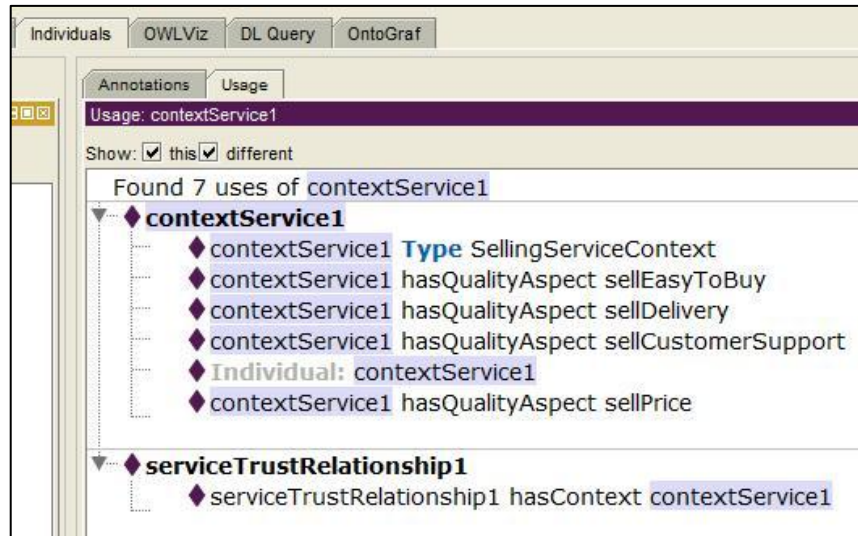 Individuals OWLViz DL Query OntoGraf
Annotations Usage
Usage: contextService1
Show: this different
Found 7 uses of contextService1
contextService1
contextService1 Type SellingServiceContext
contextService1 hasQualityAspect sellEasyToBuy
contextService1 hasQualityAspect sellDelivery
contextService1 hasQualityAspect sellCustomerSupport
Individual: contextService1
contextService1 hasQualityAspect sellPrice
serviceTrustRelationship1
serviceTrustRelationship1 hasContext contextService1